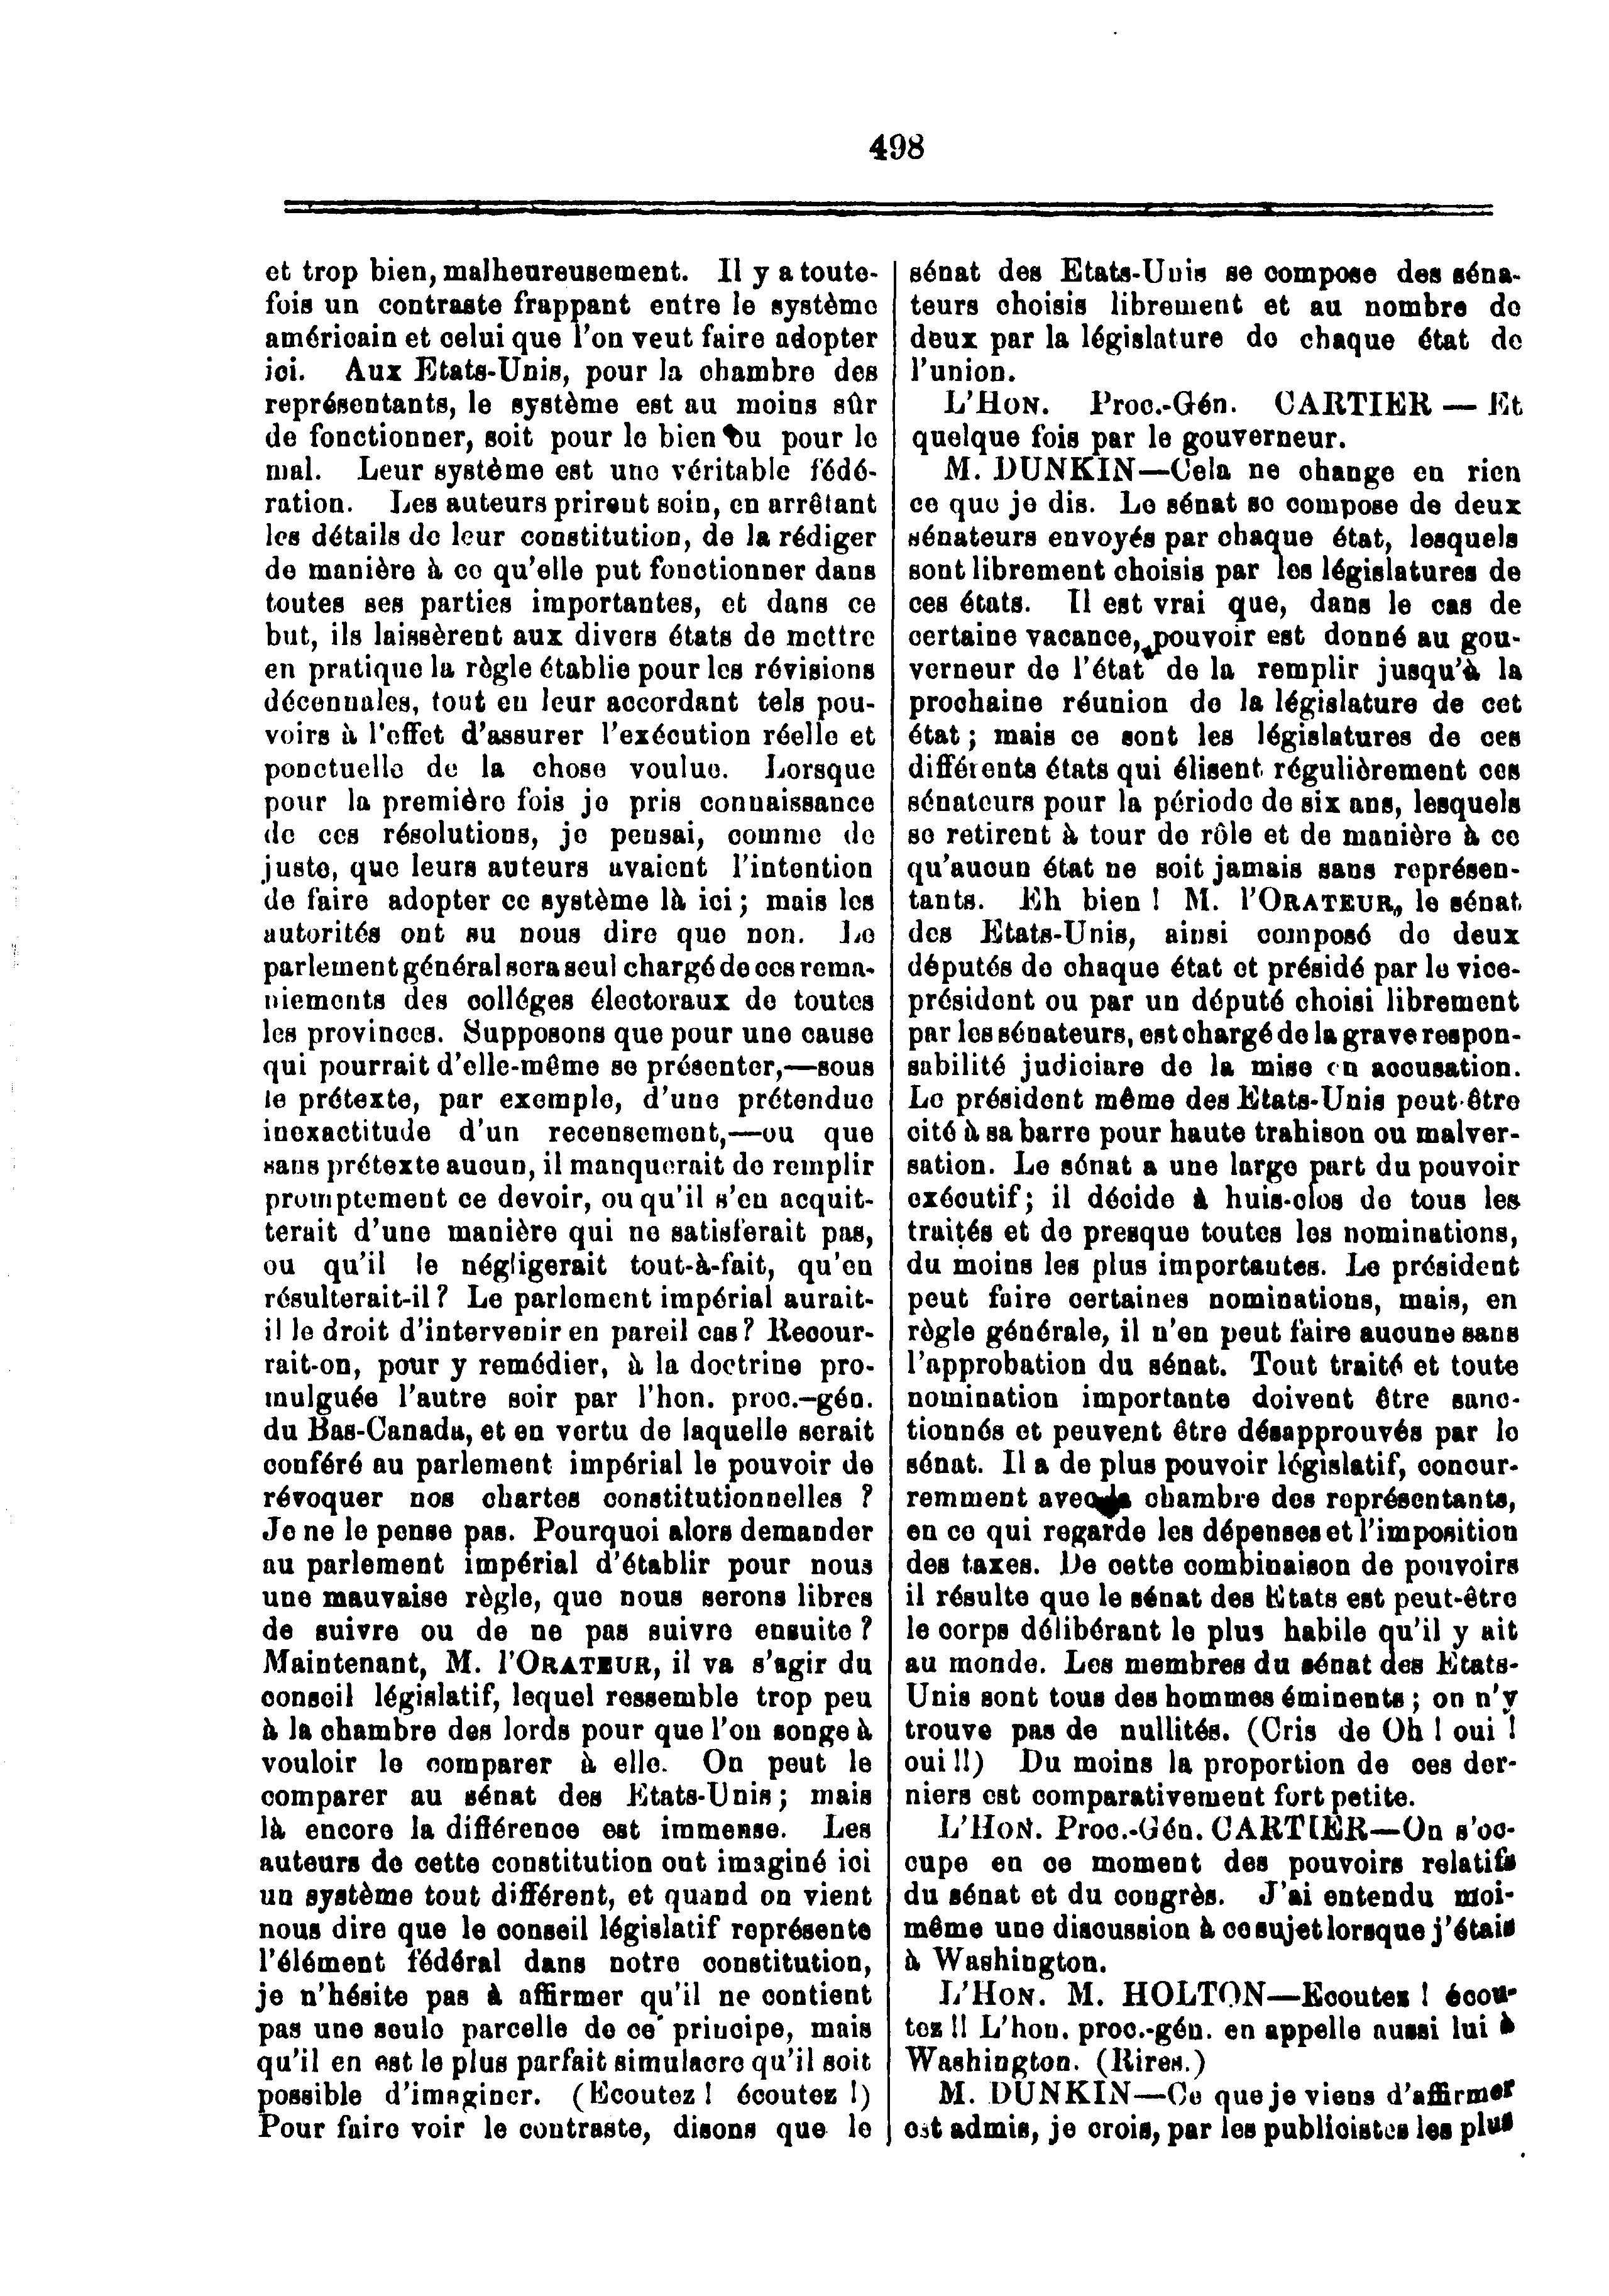 498
et trop bien, malheureusement. Il y a toute-
fois un contraste frappant entre le système
américain et celui que l'on veut faire adopter
ici. Aux Etats-Unis, pour la chambre des
représentants, le système est au moins sûr
de fonctionner, soit pour le bien ou pour le
mal. Leur système est une véritable fédé-
ration. Les auteurs prirent soin, en arrêtant
les détails de leur constitution, de la rédiger
de manière à ce qu'elle put fonctionner dans
toutes ses parties importantes, et dans ce
but, ils laissèrent aux divers états de mettre
en pratique la règle établie pour les révisions
décennales, tout en leur accordant tels pou-
voirs à l'effet d'assurer l'exécution réelle et
ponctuelle de la chose voulue. Lorsque
pour la première fois je pris connaissance
de ces résolutions, je pensai, comme de
juste, que leurs auteurs avaient l'intention
de faire adopter ce système là ici ; mais les
autorités ont su nous dire que non. Le
parlement général sera seul chargé de ces rema-
niements des colléges électoraux de toutes
les provinces. Supposons que pour une cause
qui pourrait d'elle-même se présenter,—sous
le prétexte, par exemple, d'une prétendue
inexactitude d'un recensement,—ou que
sans prétexte aucun, il manquerait de remplir
promptement ce devoir, ou qu'il s'en acquit-
terait d'une manière qui ne satisferait pas,
ou qu'il le négligerait tout-à-fait, qu'en
résulterait-il ? Le parlement impérial aurait-
il le droit d'intervenir en pareil cas ? Recour-
rait-on, pour y remédier, à la doctrine pro-
mulguée l'autre soir par l'hon. proc.-gén.
du Bas-Canada, et en vertu de laquelle serait
conféré au parlement impérial le pouvoir de
révoquer nos chartes constitutionnelles ?
Je ne le pense pas. Pourquoi alors demander
au parlement impérial d'établir pour nous
une mauvaise règle, que nous serons libres
de suivre ou de ne pas suivre ensuite ?
Maintenant, M. l'ORATEUR, il va s'agir du
conseil législatif, lequel ressemble trop peu
à la chambre des lords pour que l'on songe à
vouloir le comparer à elle. On peut le
comparer au sénat des Etats-Unis ; mais
là encore la différence est immense. Les
auteurs de cette constitution ont imaginé ici
un système tout différent, et quand on vient
nous dire que le conseil législatif représente
l'élément fédéral dans notre constitution,
je n'hésite pas à affirmer qu'il ne contient
pas une seule parcelle de ce principe, mais
qu'il en est le plus parfait simulacre qu'il soit
possible d'imaginer. (Ecoutez ! écoutez !)
Pour faire voir le contraste, disons que le
sénat des Etats-Unis se compose des séna-
teurs choisis librement et au nombre de
deux par la législature de chaque état de
l'union.
L'HON. Proc.-Gén. CARTIER — Et
quelque fois par le gouverneur.
M. DUNKIN—Cela ne change en rien
ce que je dis. Le sénat se compose de deux
sénateurs envoyés par chaque état, lesquels
sont librement choisis par les législatures de
ces états. Il est vrai que, dans le cas de
certaine vacance, pouvoir est donné au gou-
verneur de l'état de la remplir jusqu'à la
prochaine réunion de la législature de cet
état ; mais ce sont les législatures de ces
différents états qui élisent régulièrement ces
sénateurs pour la période de six ans, lesquels
se retirent à tour de rôle et de manière à ce
qu'aucun état ne soit jamais sans représen-
tants. Eh bien ! M. l'ORATEUR, le sénat
des Etats-Unis, ainsi composé de deux
députés de chaque état et présidé par le vice-
président ou par un député choisi librement
par les sénateurs, est chargé de la grave respon-
sabilité judiciare de la mise en accusation.
Le président même des Etats-Unis peut-être
cité à sa barre pour haute trahison ou malver-
sation. Le sénat a une large part du pouvoir
exécutif ; il décide à huis-clos de tous les
traités et de presque toutes les nominations,
du moins les plus importantes. Le président
peut faire certaines nominations, mais, en
règle générale, il n'en peut faire aucune sans
l'approbation du sénat. Tout traité et toute
nomination importante doivent être sanc-
tionnés et peuvent être désapprouvés par le
sénat. Il a de plus pouvoir législatif, concur-
remment avec la chambre des représentants,
en ce qui regarde les dépenses et l'imposition
des taxes. De cette combinaison de pouvoirs
il résulte que le sénat des Etats est peut-être
le corps délibérant le plus habile qu'il y ait
au monde. Les membres du sénat des Etats-
Unis sont tous des hommes éminents ; on n'y
trouve pas de nullités. (Cris de Oh ! oui !
oui !!) Du moins la proportion de ces der-
niers est comparativement fort petite.
L'HON. Proc.-Gén. CARTIER—On s'oc-
cupe en ce moment des pouvoirs relatifs
du sénat et du congrès. J'ai entendu moi-
même une discussion à ce sujet lorsque j'étais
à Washington.
L'HON. M. HOLTON—Ecoutez ! écou-
tez !! L'hon. proc.-gén. en appelle aussi lui à
Washington. (Rires.)
M. DUNKIN—Ce que je viens d'affirmer
est admis, je crois, par les publicistes les plus